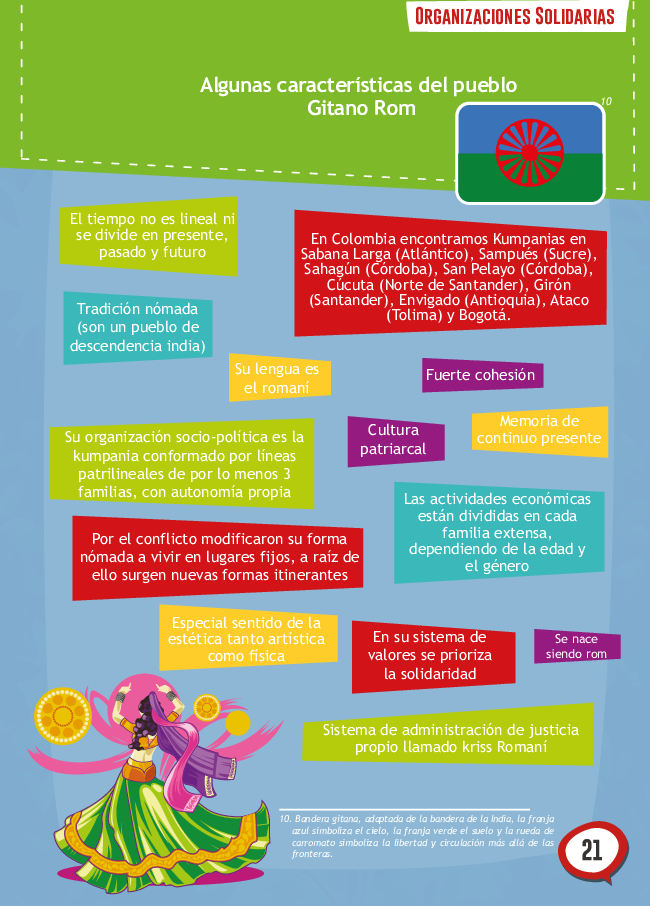 ORGANIZACIONES SOLIDARIAS
Algunas características del pueblo
Gitano Rom
10
El tiempo no es lineal ni
se divide en presente,
pasado y futuro
En Colombia encontramos Kumpanias en
Sabana Larga (Atlántico), Sampués (Sucre),
Sahagún (Córdoba), San Pelayo (Córdoba),
Cúcuta (Norte de Santander), Girón
(Santander), Envigado (Antioquia), Ataco
(Tolima) y Bogotá.
Tradición nómada
(son un pueblo de
descendencia india)
Su lengua es
el romaní
Fuerte cohesión
Cultura
patriarcal
Memoria de
continuo presente
Su organización socio-política es la
kumpania conformado por líneas
patrilineales de por lo menos 3
familias, con autonomía propia
Las actividades económicas
están divididas en cada
familia extensa,
dependiendo de la edad y
el género
Por el conflicto modificaron su forma
nómada a vivir en lugares fijos, a raíz de
ello surgen nuevas formas itinerantes
Especial sentido de la
estética tanto artística
como física
En su sistema de
valores se prioriza
la solidaridad
Se nace
siendo rom
Sistema de administración de justicia
propio llamado kriss Romaní
10. Bandera gitana, adaptada de la bandera de la India, la franja
azul simboliza el cielo, la franja verde el suelo y la rueda de
carromato simboliza la libertad y circulación más allá de las
fronteras.
21